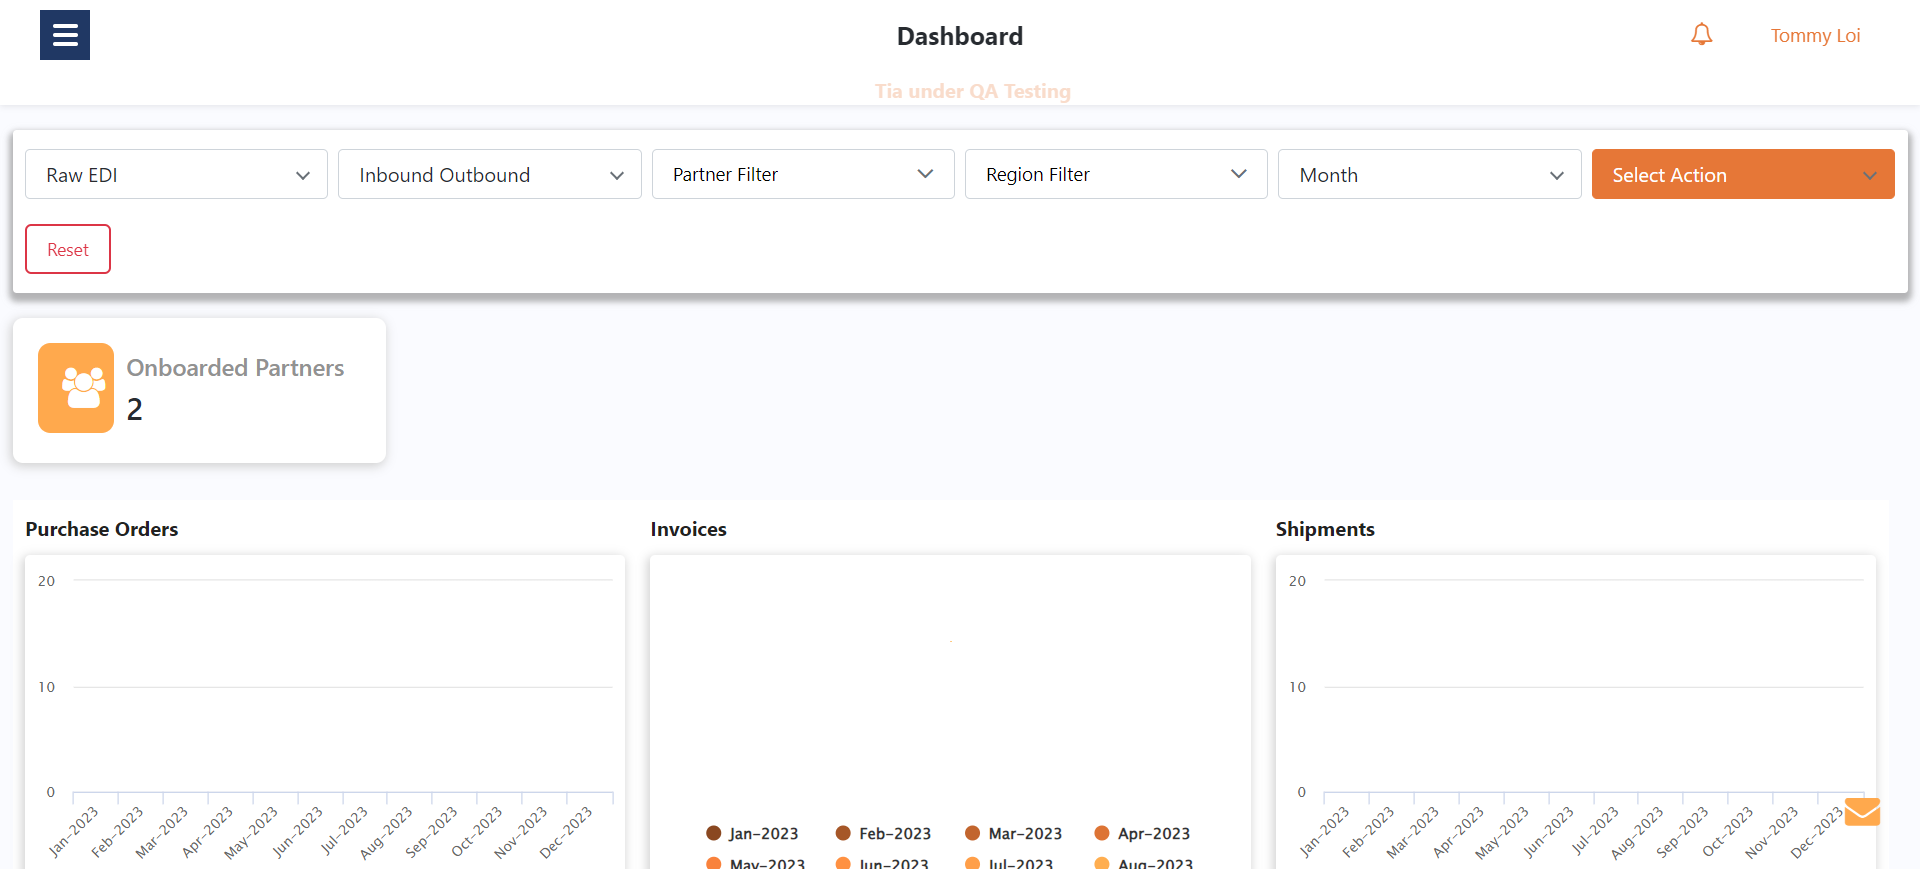 Dashboard
Tommy Loi
Tia under QA Testing
Raw EDI
Inbound Outbound
Partner Filter
Region Filter
Month
Select Action
Reset
Onboarded Partners
2
Purchase Orders
20
10
0
Jan-2023
Feb-2023
Mar-2023
Apr-2023
May-2023
Jun-2023
Jul-2023
Aug-2023
Sep-2023
Oct-2023
Nov-2023
Dec-2023
Invoices
Jan-2023
Feb-2023
Mar-2023
Apr-2023
May-2023
Jun-2023
Jul-2023
Aug-2023
Shipments
20
10
0
Jan-2023
Feb-2023
Mar-2023
Apr-2023
May-2023
Jun-2023
Jul-2023
Aug-2023
Sep-2023
Oct-2023
Nov-2023
Dec-2023